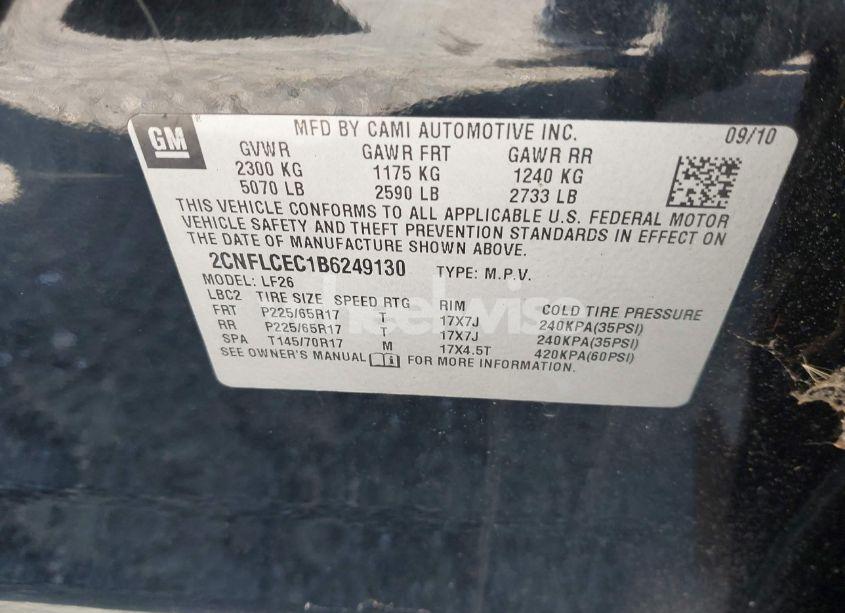 GM
MFD BY CAMI AUTOMOTIVE INC. 09/10
GVWR GAWR FRT GAWR RR
2300 KG 1175 KG 1240 KG
5070 LB 2590 LB 2733 LB
THIS VEHICLE CONFORMS TO ALL APPLICABLE U.S. FEDERAL MOTOR
VEHICLE SAFETY AND THEFT PREVENTION STANDARDS IN EFFECT ON
THE DATE OF MANUFACTURE SHOWN ABOVE.
2CNFLCEC1B6249130 TYPE: M.P.V.
MODEL: LF26
LBC2 TIRE SIZE SPEED RTG RIM COLD TIRE PRESSURE
FRT P225/65R17 T 17X7J 240KPA(35PSI)
RR P225/65R17 T 17X7J 240KPA(35PSI)
SPA T145/70R17 M 17X4.5T 420KPA(60PSI)
SEE OWNER'S MANUAL FOR MORE INFORMATION.